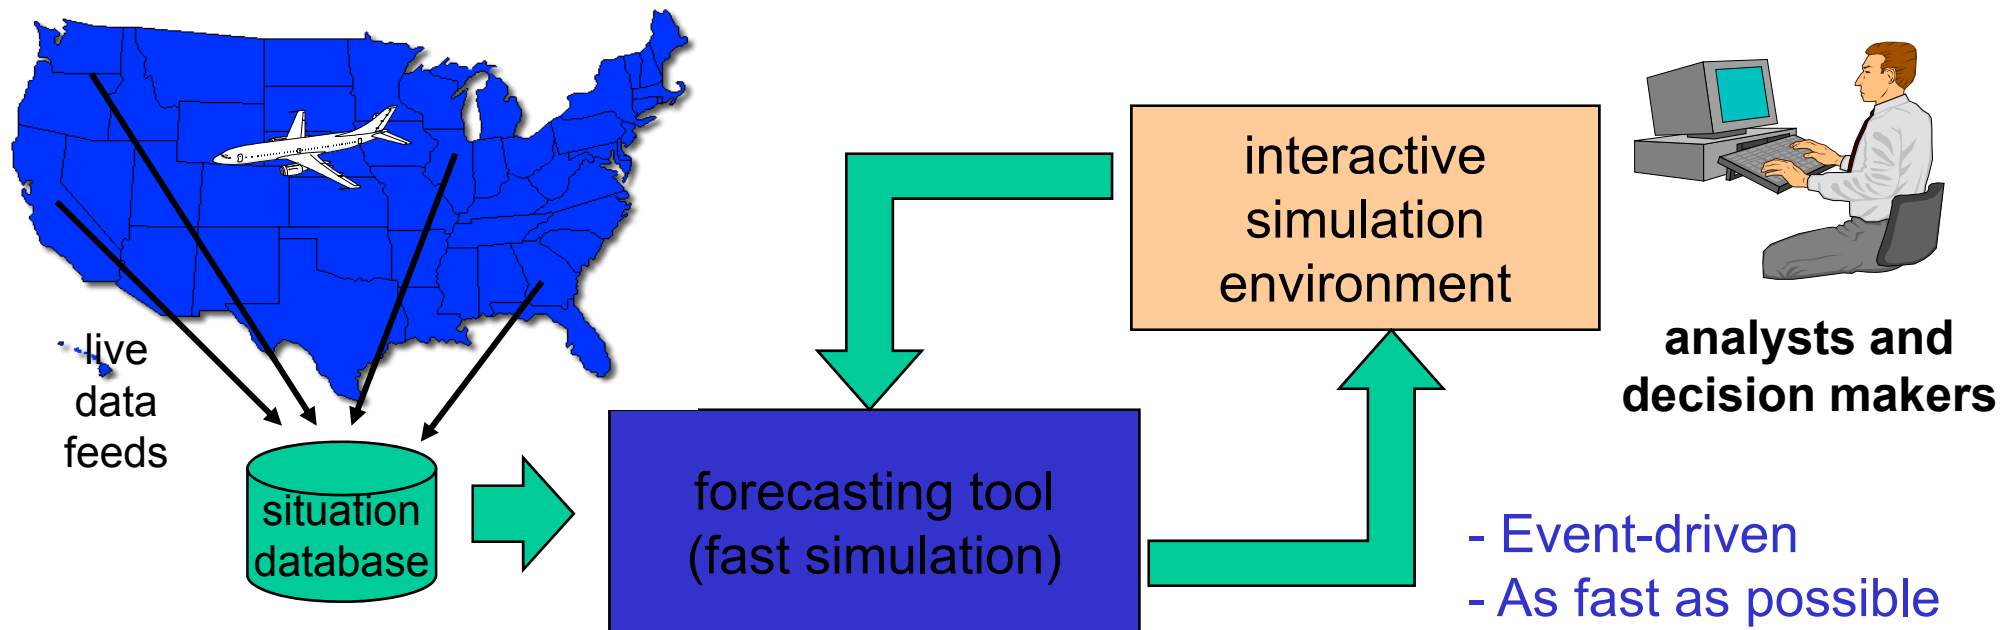 live
data
feeds
situation
database
forecasting tool
(fast simulation)
interactive
simulation
environment
analysts and
decision makers
- Event-driven
- As fast as possible